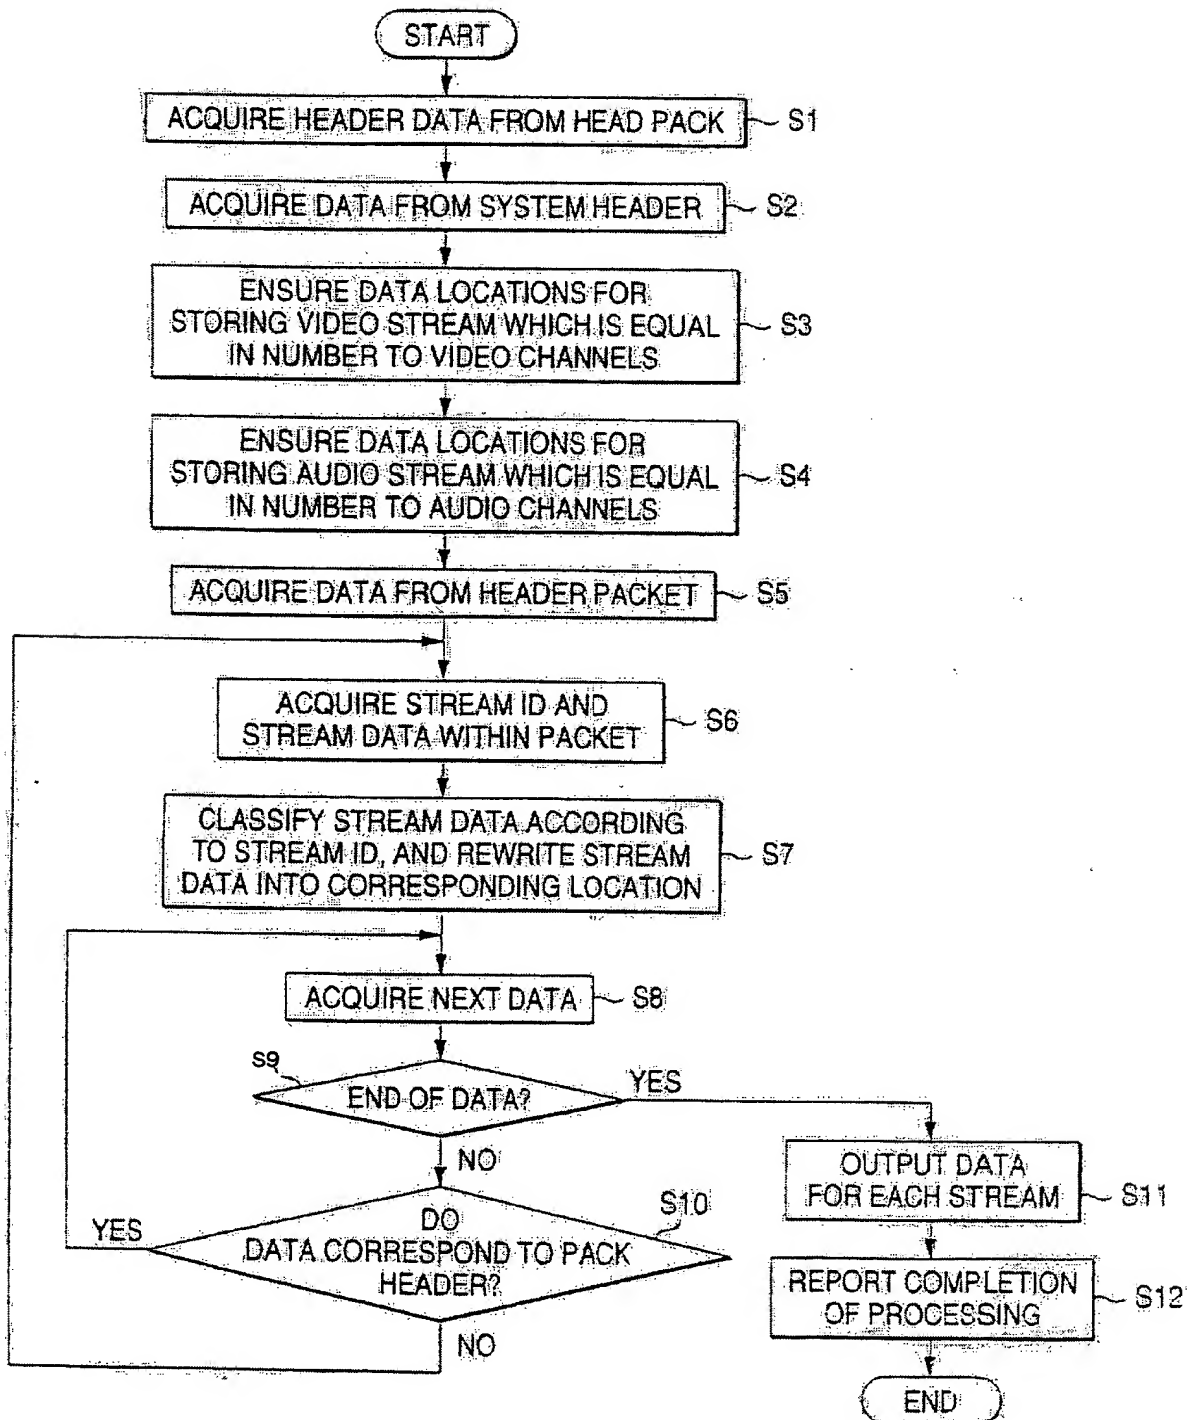 START
ACQUIRE HEADER DATA FROM HEAD PACK
S1
ACQUIRE DATA FROM SYSTEM HEADER
S2
ENSURE DATA LOCATIONS FOR
STORING VIDEO STREAM WHICH IS EQUAL
IN NUMBER TO VIDEO CHANNELS
S3
ENSURE DATA LOCATIONS FOR
STORING AUDIO STREAM WHICH IS EQUAL
IN NUMBER TO AUDIO CHANNELS
S4
ACQUIRE DATA FROM HEADER PACKET
S5
ACQUIRE STREAM ID AND
STREAM DATA WITHIN PACKET
S6
CLASSIFY STREAM DATA ACCORDING
TO STREAM ID, AND REWRITE STREAM
DATA INTO CORRESPONDING LOCATION
S7
ACQUIRE NEXT DATA
S8
S9
END OF DATA?
YES
NO
OUTPUT DATA
FOR EACH STREAM
S11
S10
DO
DATA CORRESPOND TO PACK
HEADER?
YES
NO
REPORT COMPLETION
OF PROCESSING
S12
END